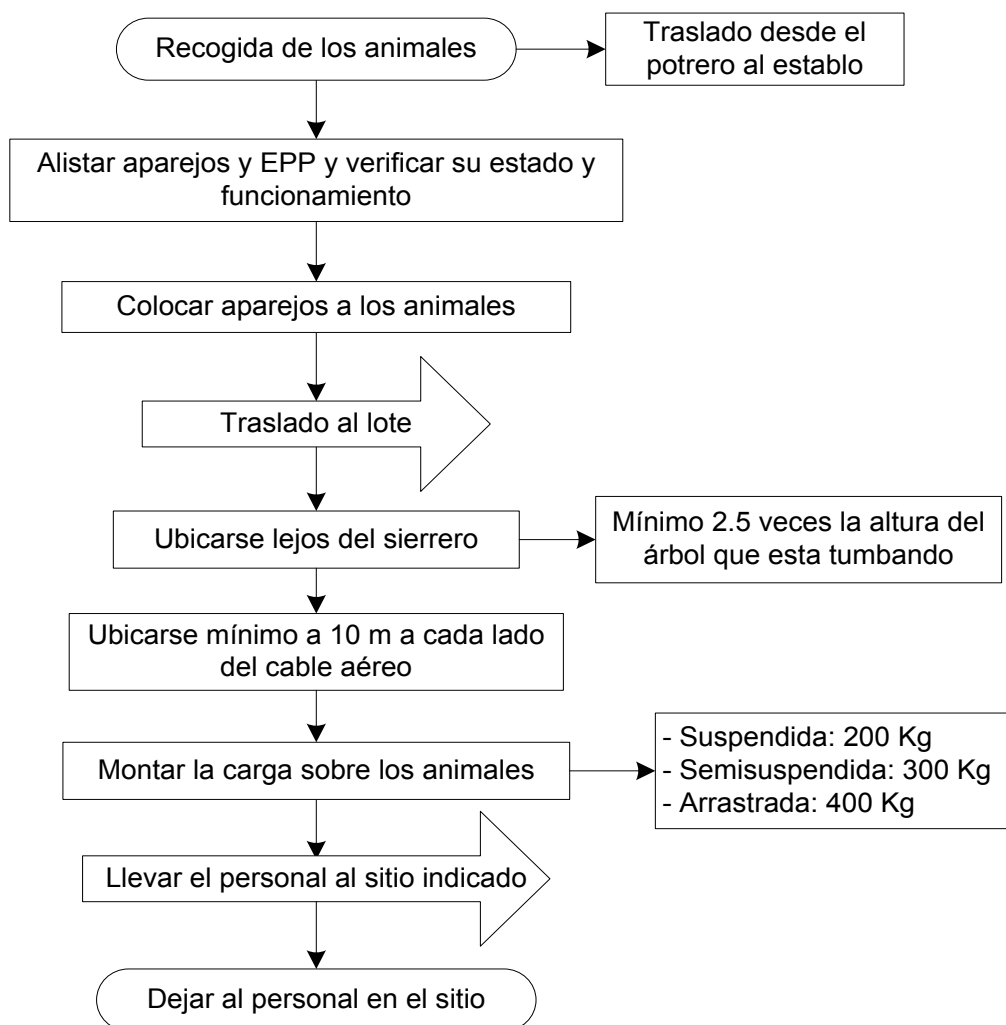 Recogida de los animales
Traslado desde el
potrero al establo
Alistar aparejos y EPP y verificar su estado y
funcionamiento
Colocar aparejos a los animales
Traslado al lote
Ubicarse lejos del sierrero
Mínimo 2.5 veces la altura del
árbol que esta tumbando
Ubicarse mínimo a 10 m a cada lado
del cable aéreo
Montar la carga sobre los animales
- Suspendida: 200 Kg
- Semisuspendida: 300 Kg
- Arrastrada: 400 Kg
Llevar el personal al sitio indicado
Dejar al personal en el sitio